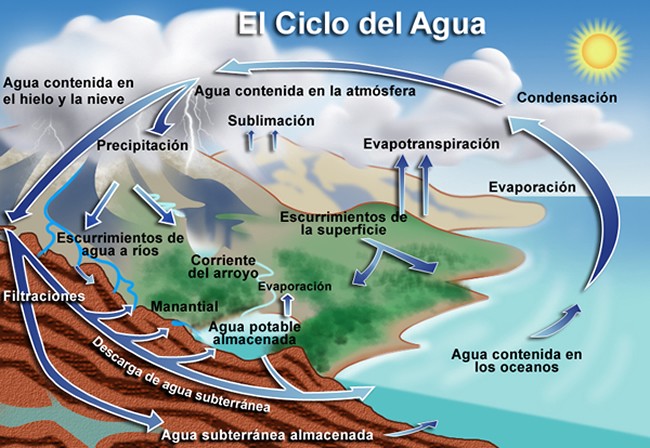 El Ciclo del Agua
Agua contenida en
el hielo y la nieve
Agua contenida en la atmósfera
Condensación
Sublimación
Precipitación
Evapotranspiración
Evaporación
Escurrimientos de
la superficie
Escurrimientos de
agua a ríos
Corriente
del arroyo
Evaporación
Filtraciones
Manantial
Agua potable
almacenada
Agua contenida en
los oceanos
Descarga de agua subterránea
Agua subterránea almacenada